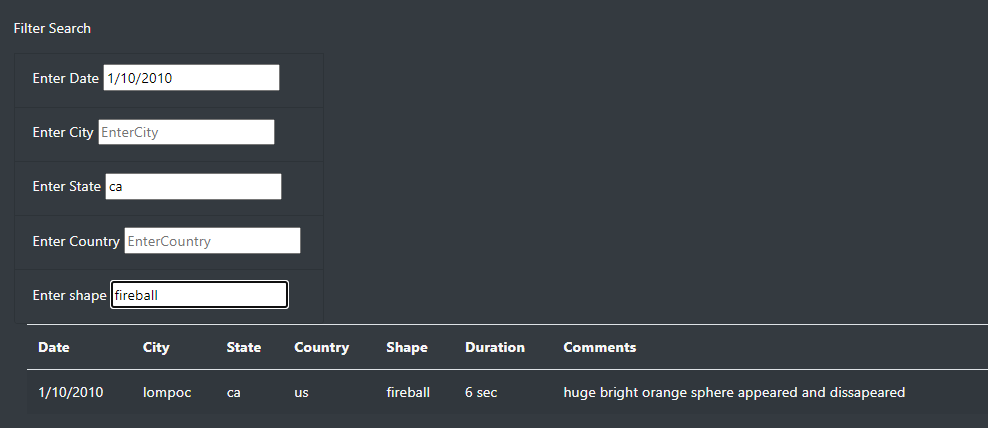 Filter Search
Enter Date 1/10/2010
Enter City EnterCity
Enter State ca
Enter Country EnterCountry
Enter shape fireball
Date City State Country Shape Duration Comments
1/10/2010 lompoc ca us fireball 6 sec huge bright orange sphere appeared and dissapeared